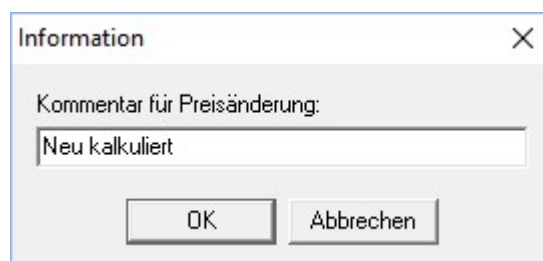 Information
Kommentar für Preisänderung:
Neu kalkuliert
OK
Abbrechen